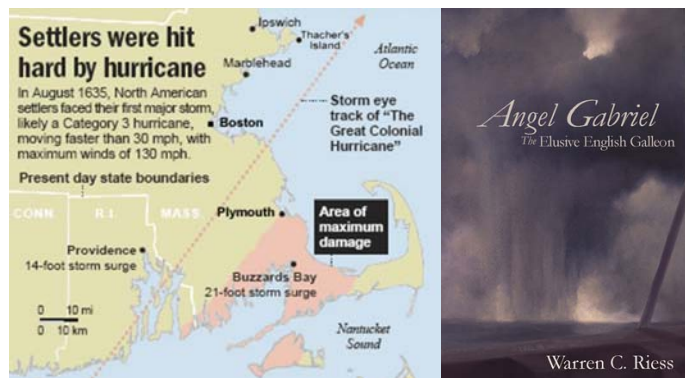 Settlers were hit
hard by hurricane
In August 1635, North American
settlers faced their first major storm,
likely a Category 3 hurricane,
moving faster than 30 mph, with
maximum winds of 130 mph.
Present day state boundaries
CONN.
R.I.
MASS.
Ipswich
Thacher's
Island
Marblehead
Atlantic
Ocean
Boston
Storm eye
track of "The
Great Colonial
Hurricane"
Plymouth
Area of
maximum
damage
Providence
14-foot storm surge
Buzzards Bay
21-foot storm surge
0 10 mi
0 10 km
Nantucket
Sound
Angel Gabriel
The Elusive English Galleon
Warren C. Riess